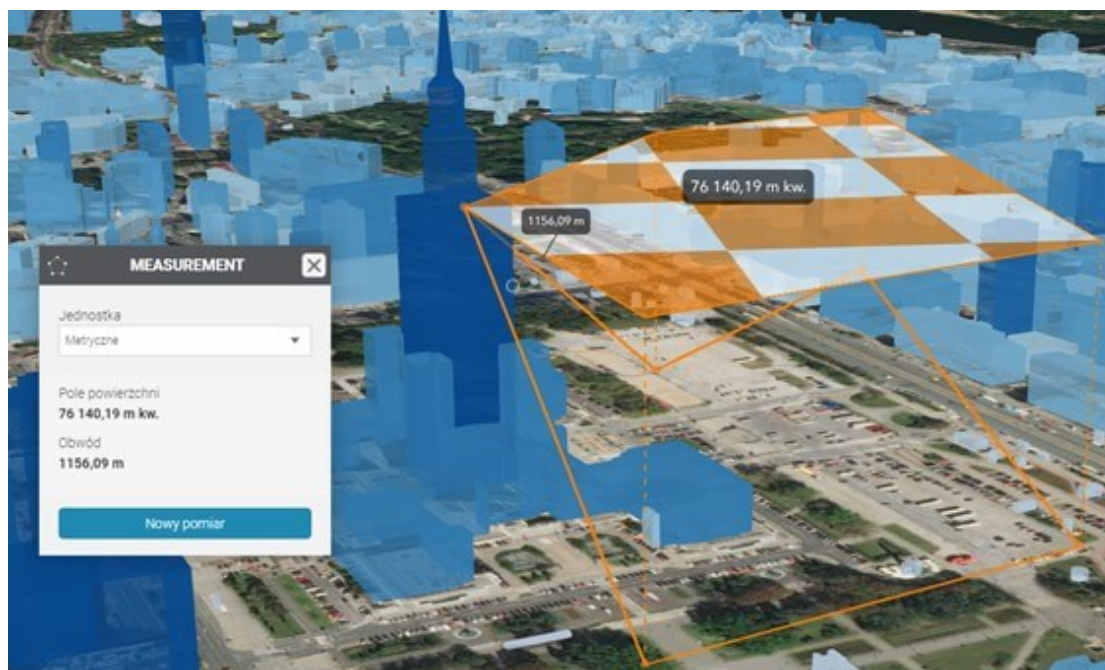 76 140,19 m kw.
1156,09 m
MEASUREMENT
Jednostka
Metryczne
Pole powierzchni
76 140,19 m kw.
Obwód
1156,09 m
Nowy pomiar